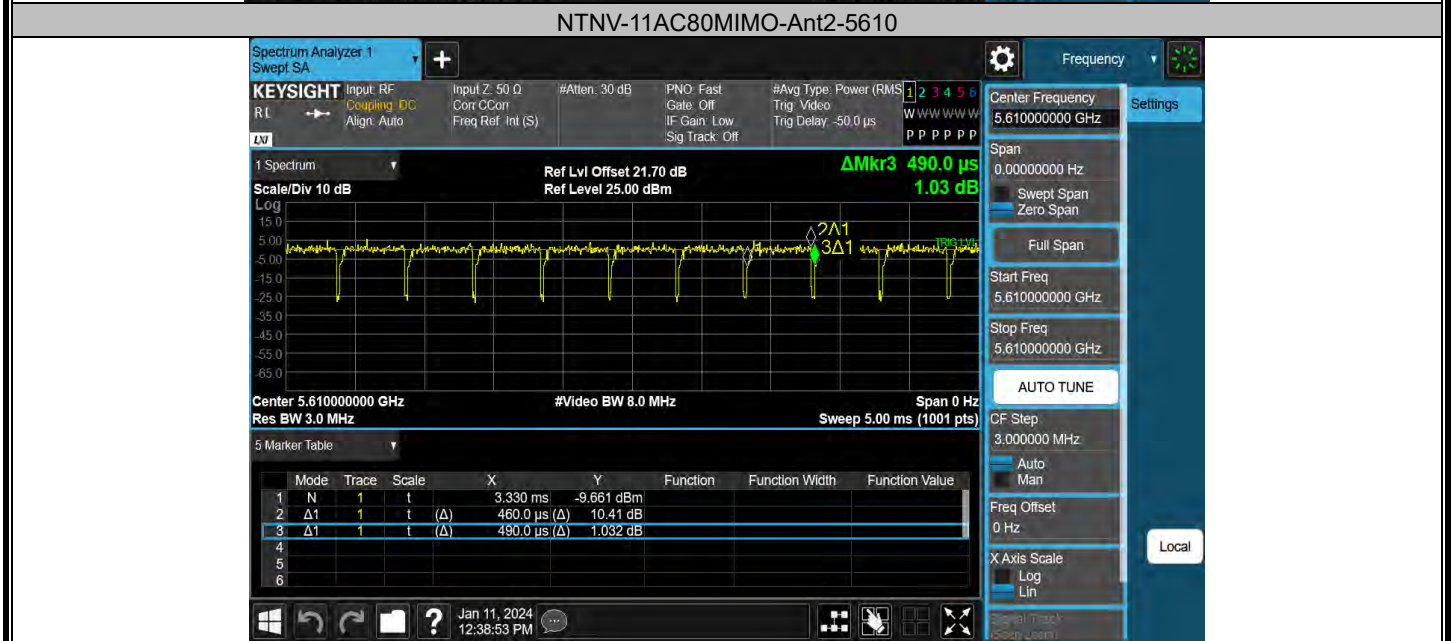 NTNV-11AC80MIMO-Ant2-5610
Spectrum Analyzer 1
Swept SA
+
Frequency
KEYSIGHT
Input: RF
Input Z: 50 Ω
#Atten: 30 dB
PNO: Fast
#Avg Type: Power (RMS
1 2 3 4 5 6
RL
Coupling: DC
Corr CCorr
Gate: Off
Trig: Video
W W W W W W
Align: Auto
Freq Ref: Int (S)
IF Gain: Low
Trig Delay: -50.0 µs
LXI
Sig Track: Off
P P P P P P
Center Frequency
5.610000000 GHz
Settings
1 Spectrum
Ref Lvl Offset 21.70 dB
ΔMkr3 490.0 µs
Scale/Div 10 dB
Ref Level 25.00 dBm
1.03 dB
Span
0.00000000 Hz
Swept Span
Zero Span
Log
15.0
5.00
-5.00
-15.0
-25.0
-35.0
-45.0
-55.0
-65.0
2Δ1
3Δ1
1
TRIG LVL
Full Span
Start Freq
5.610000000 GHz
Stop Freq
5.610000000 GHz
AUTO TUNE
Center 5.610000000 GHz
#Video BW 8.0 MHz
Span 0 Hz
Res BW 3.0 MHz
Sweep 5.00 ms (1001 pts)
CF Step
3.000000 MHz
Auto
Man
5 Marker Table
Mode Trace Scale X Y Function Function Width Function Value
1 N 1 t 3.330 ms -9.661 dBm
2 Δ1 1 t (Δ) 460.0 µs (Δ) 10.41 dB
3 Δ1 1 t (Δ) 490.0 µs (Δ) 1.032 dB
4
5
6
Freq Offset
0 Hz
Local
X Axis Scale
Log
Lin
Signal Track
(Span Zoom)
?
Jan 11, 2024
12:38:53 PM